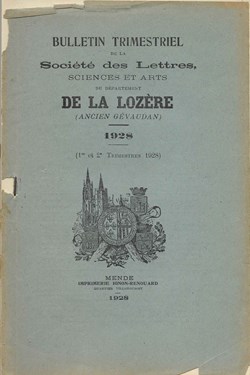 BULLETIN TRIMESTRIEL
DE LA
Société des Lettres,
SCIENCES ET ARTS
DU DÉPARTEMENT
DE LA LOZÈRE
(ANCIEN GÉVAUDAN)
1928
(1er et 2e Trimestres 1928)
MENDE
IMPRIMERIE IGNON-RENOUARD
1928